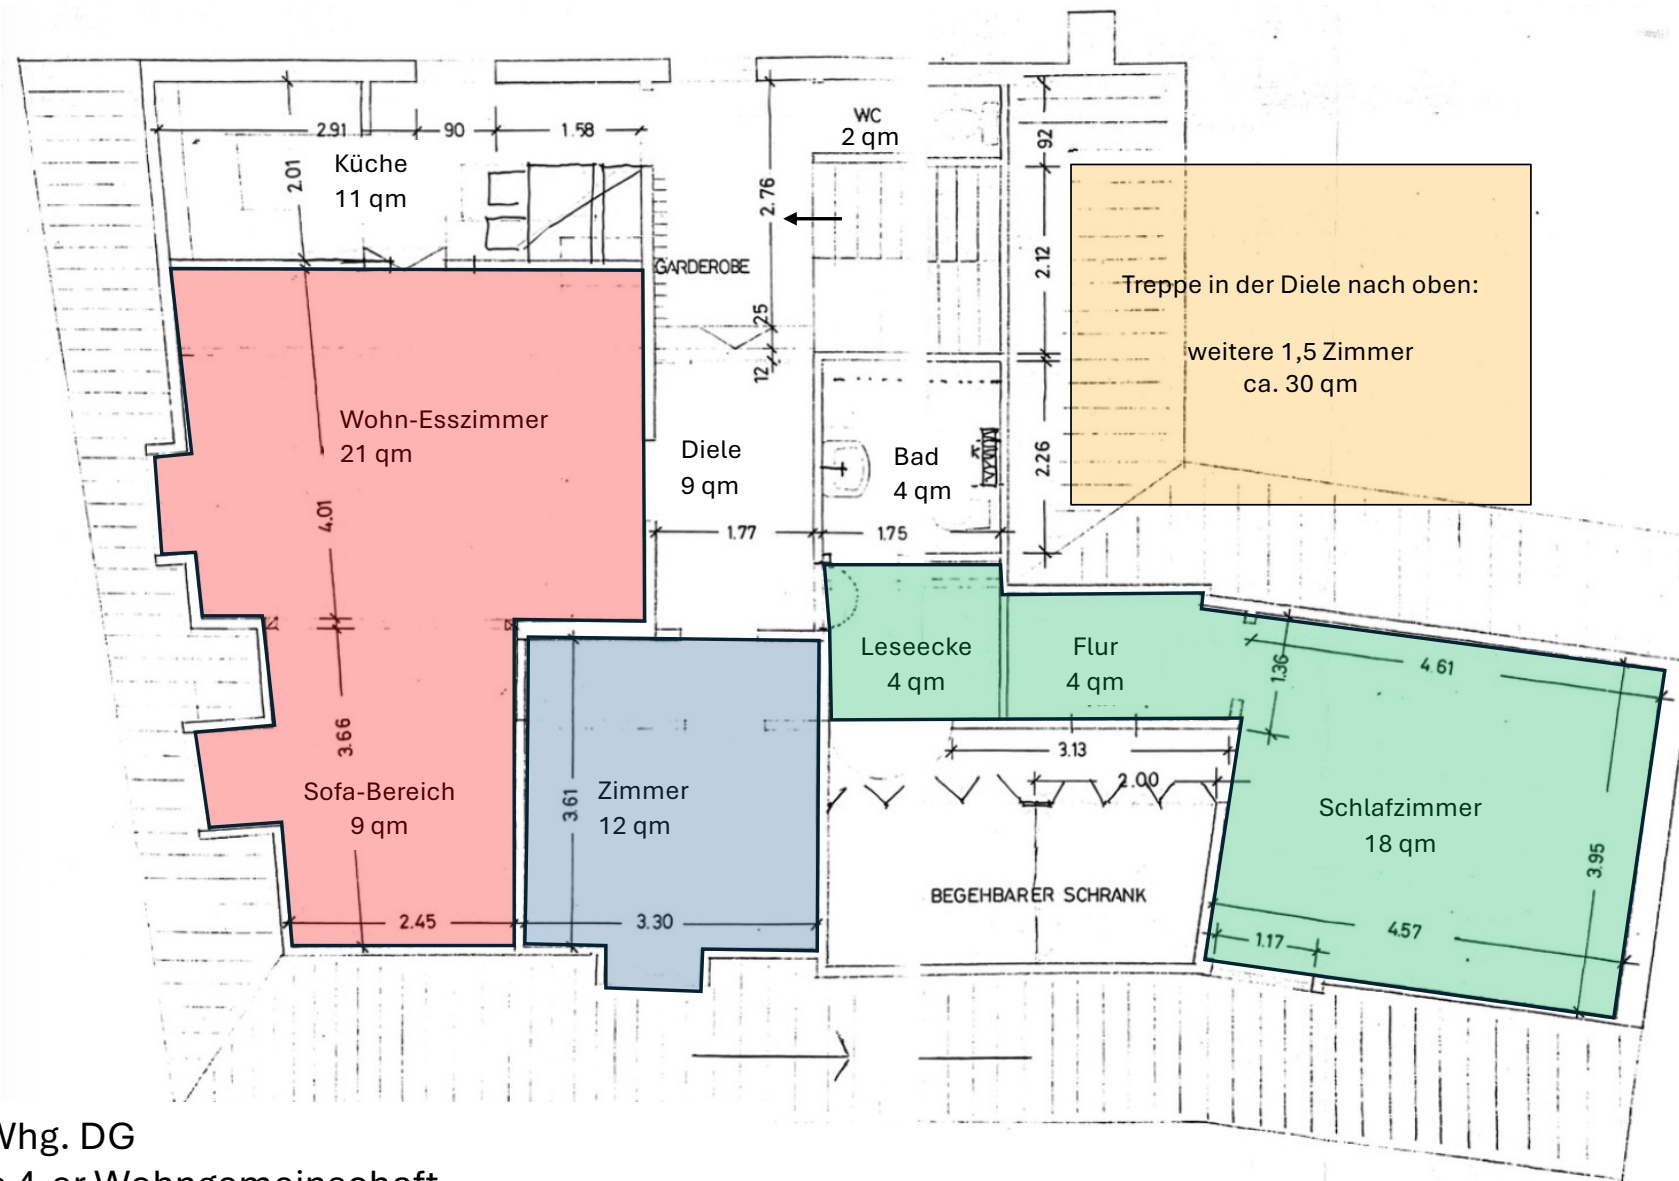 2.91
90
1.58
WC
2 qm
92
Küche
11 qm
2.01
2.76
GARDEROBE
2.12
Treppe in der Diele nach oben:
weitere 1,5 Zimmer
ca. 30 qm
25
12
Wohn-Esszimmer
21 qm
Diele
9 qm
Bad
4 qm
2.26
4.01
1.77
1.75
Leseecke
4 qm
Flur
4 qm
1.36
4.61
3.66
3.13
2.00
Sofa-Bereich
9 qm
3.61
Zimmer
12 qm
Schlafzimmer
18 qm
3.95
BEGEHBARER SCHRANK
2.45
3.30
1.17
4.57
Whg. DG
4-er Wohngemeinschaft